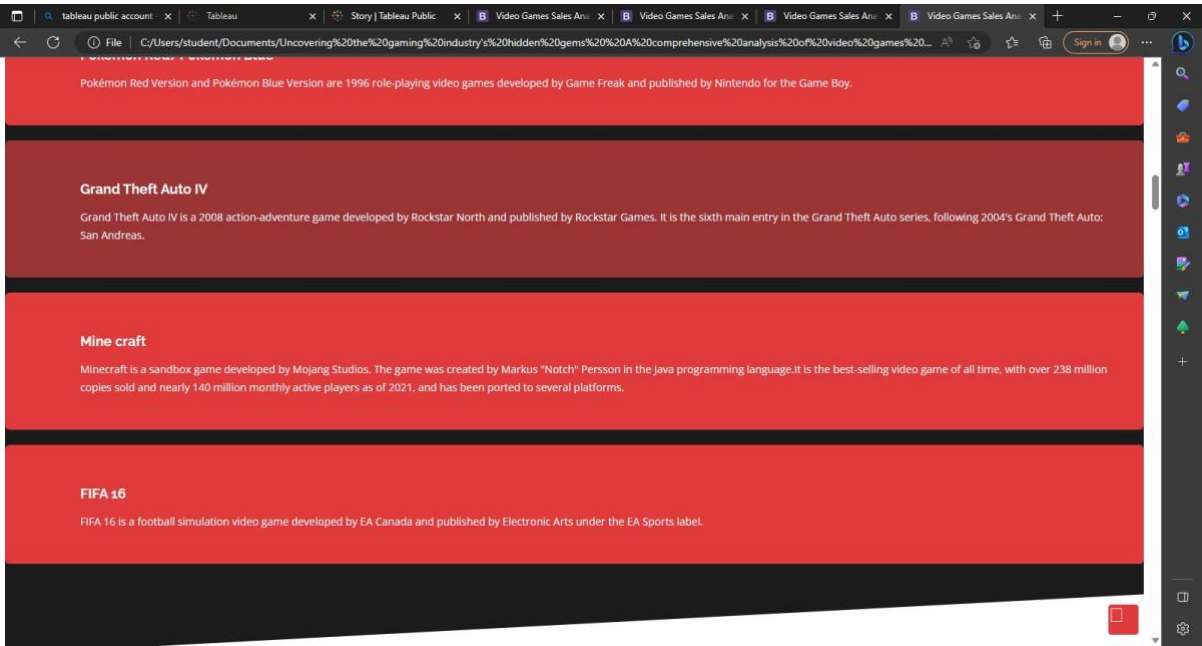 tableau public account -
Tableau
Story | Tableau Public
B Video Games Sales Ana
B Video Games Sales Ana
B Video Games Sales Ana
B Video Games Sales Ana
File | C:/Users/student/Documents/Uncovering%20the%20gaming%20industry's%20hidden%20gems%20%20A%20comprehensive%20analysis%20of%20video%20games%20...
Sign in
Pokémon Red/ Pokémon Blue
Pokémon Red Version and Pokémon Blue Version are 1996 role-playing video games developed by Game Freak and published by Nintendo for the Game Boy.
Grand Theft Auto IV
Grand Theft Auto IV is a 2008 action-adventure game developed by Rockstar North and published by Rockstar Games. It is the sixth main entry in the Grand Theft Auto series, following 2004's Grand Theft Auto:
San Andreas.
Mine craft
Minecraft is a sandbox game developed by Mojang Studios. The game was created by Markus "Notch" Persson in the Java programming language.It is the best-selling video game of all time, with over 238 million
copies sold and nearly 140 million monthly active players as of 2021, and has been ported to several platforms.
FIFA 16
FIFA 16 is a football simulation video game developed by EA Canada and published by Electronic Arts under the EA Sports label.